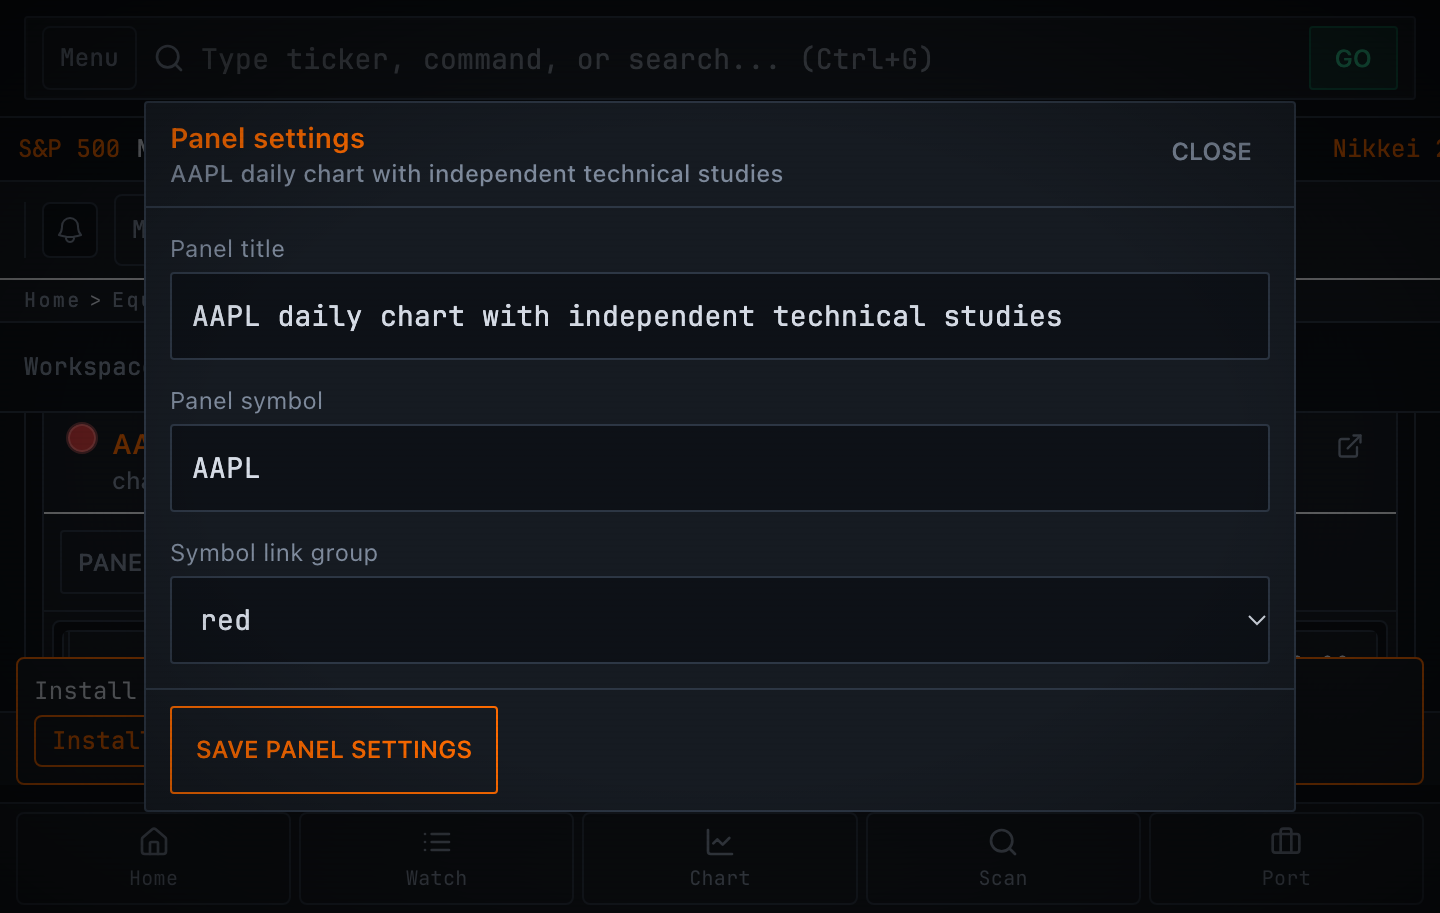 Menu
Type ticker, command, or search... (Ctrl+G)
GO
S&P 500
Nikkei
Panel settings
CLOSE
AAPL daily chart with independent technical studies
Home >
Panel title
AAPL daily chart with independent technical studies
Panel symbol
AAPL
Symbol link group
red
Install
SAVE PANEL SETTINGS
Home
Watch
Chart
Scan
Port